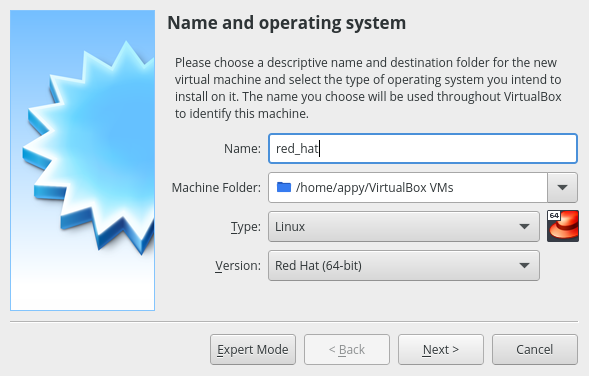 Name and operating system
Please choose a descriptive name and destination folder for the new
virtual machine and select the type of operating system you intend to
install on it. The name you choose will be used throughout VirtualBox
to identify this machine.
Name: red_hat
Machine Folder: /home/appy/VirtualBox VMs
Type: Linux 64
Version: Red Hat (64-bit)
Expert Mode < Back Next > Cancel